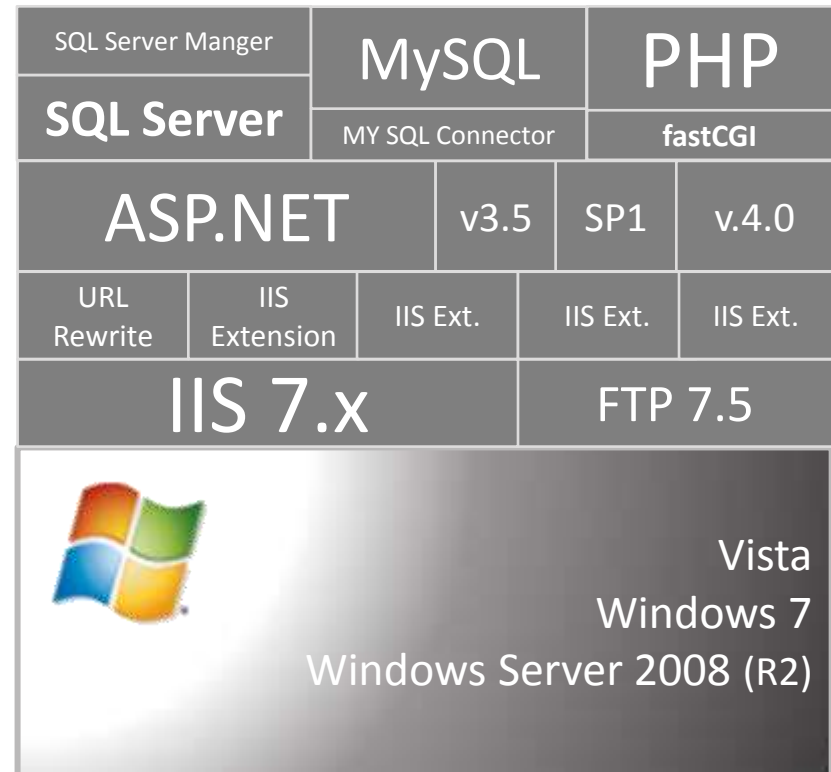 SQL Server Manger
MySQL
PHP
SQL Server
MY SQL Connector
fastCGI
ASP.NET
v3.5
SP1
v.4.0
URL
Rewrite
IIS
Extension
IIS Ext.
IIS Ext.
IIS Ext.
IIS 7.x
FTP 7.5
Vista
Windows 7
Windows Server 2008 (R2)